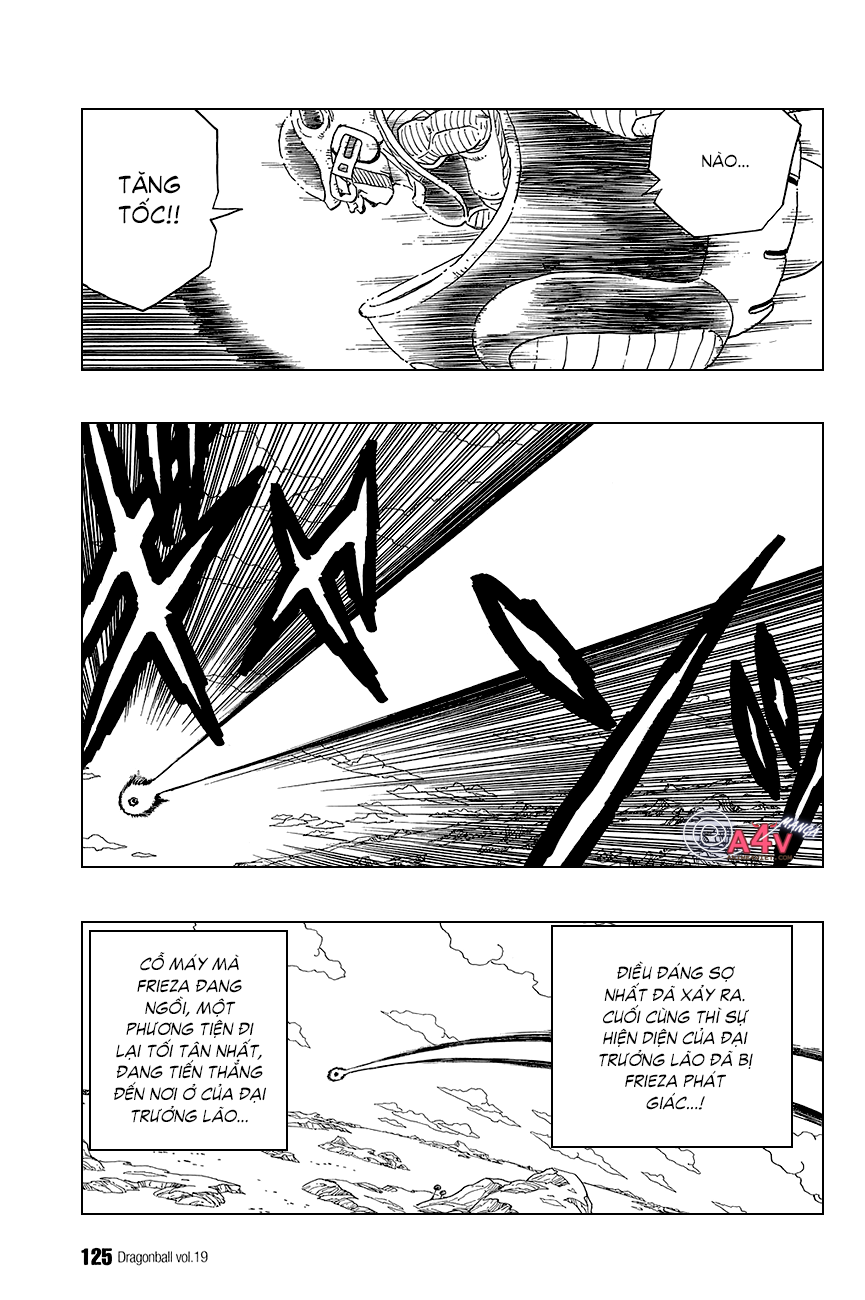 NÀO...
TĂNG
TỐC!!
A4V
MANGA
ĐIỀU ĐÁNG SỢ
NHẤT ĐÃ XẢY RA.
CUỐI CÙNG THÌ SỰ
HIỆN DIỆN CỦA ĐẠI
TRƯỞNG LÃO ĐÃ BỊ
FRIEZA PHÁT
GIÁC...!
CỖ MÁY MÀ
FRIEZA ĐANG
NGỒI, MỘT
PHƯƠNG TIỆN ĐI
LẠI TỐI TÂN NHẤT,
ĐANG TIẾN THẲNG
ĐẾN NƠI Ở CỦA ĐẠI
TRƯỞNG LÃO...
125 Dragonball vol.19